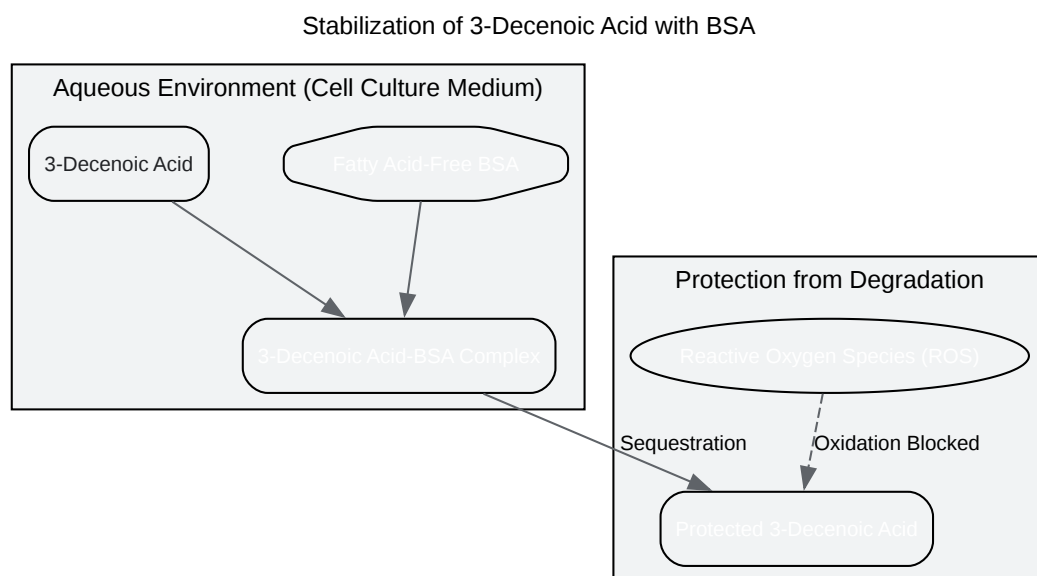 Stabilization of 3-Decenoic Acid with BSA
Aqueous Environment (Cell Culture Medium)
3-Decenoic Acid
Fatty Acid-Free BSA
3-Decenoic Acid-BSA Complex
Protection from Degradation
Reactive Oxygen Species (ROS)
Sequestration
Oxidation Blocked
Protected 3-Decenoic Acid